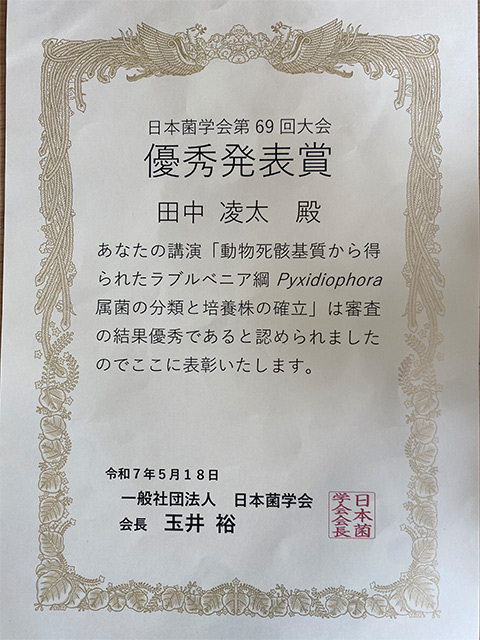 日本菌学会第 69 回大会
優秀発表賞
田中 凌太 殿
あなたの講演「動物死骸基質から得
られたラブルベニア綱 Pyxidiophora
属菌の分類と培養株の確立」は審査
の結果優秀であると認められました
のでここに表彰いたします。
令和７年５月１８日
一般社団法人 日本菌学会
会長 玉井 裕
日本菌
学会会長